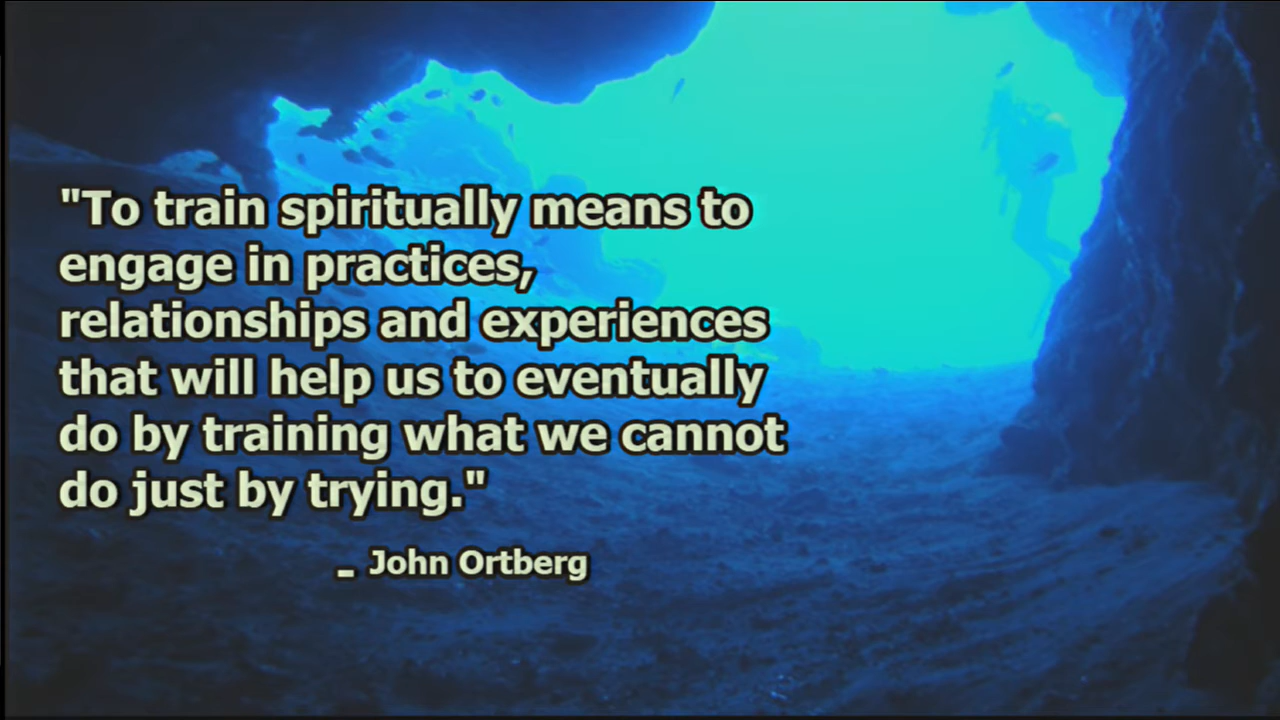 "To train spiritually means to
engage in practices,
relationships and experiences
that will help us to eventually
do by training what we cannot
do just by trying."
- John Ortberg